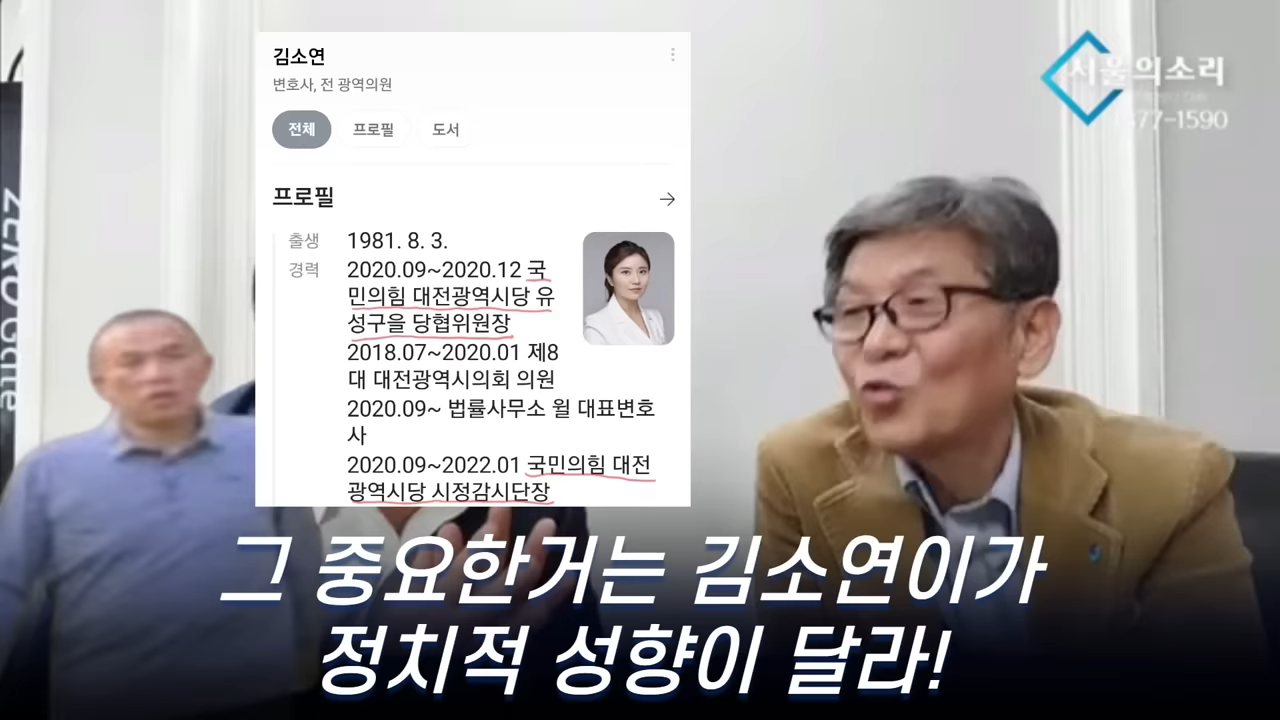 김소연
변호사, 전 광역의원
전체
프로필
도서
프로필
출생
1981. 8. 3.
경력
2020.09~2020.12 국
민의힘 대전광역시당 유
성구을 당협위원장
2018.07~2020.01 제8
대 대전광역시의회 의원
2020.09~ 법률사무소 윌 대표변호
사
2020.09~2022.01 국민의힘 대전
광역시당 시정감시단장
서울의소리
1577-1590
그 중요한거는 김소연이가
정치적 성향이 달라!